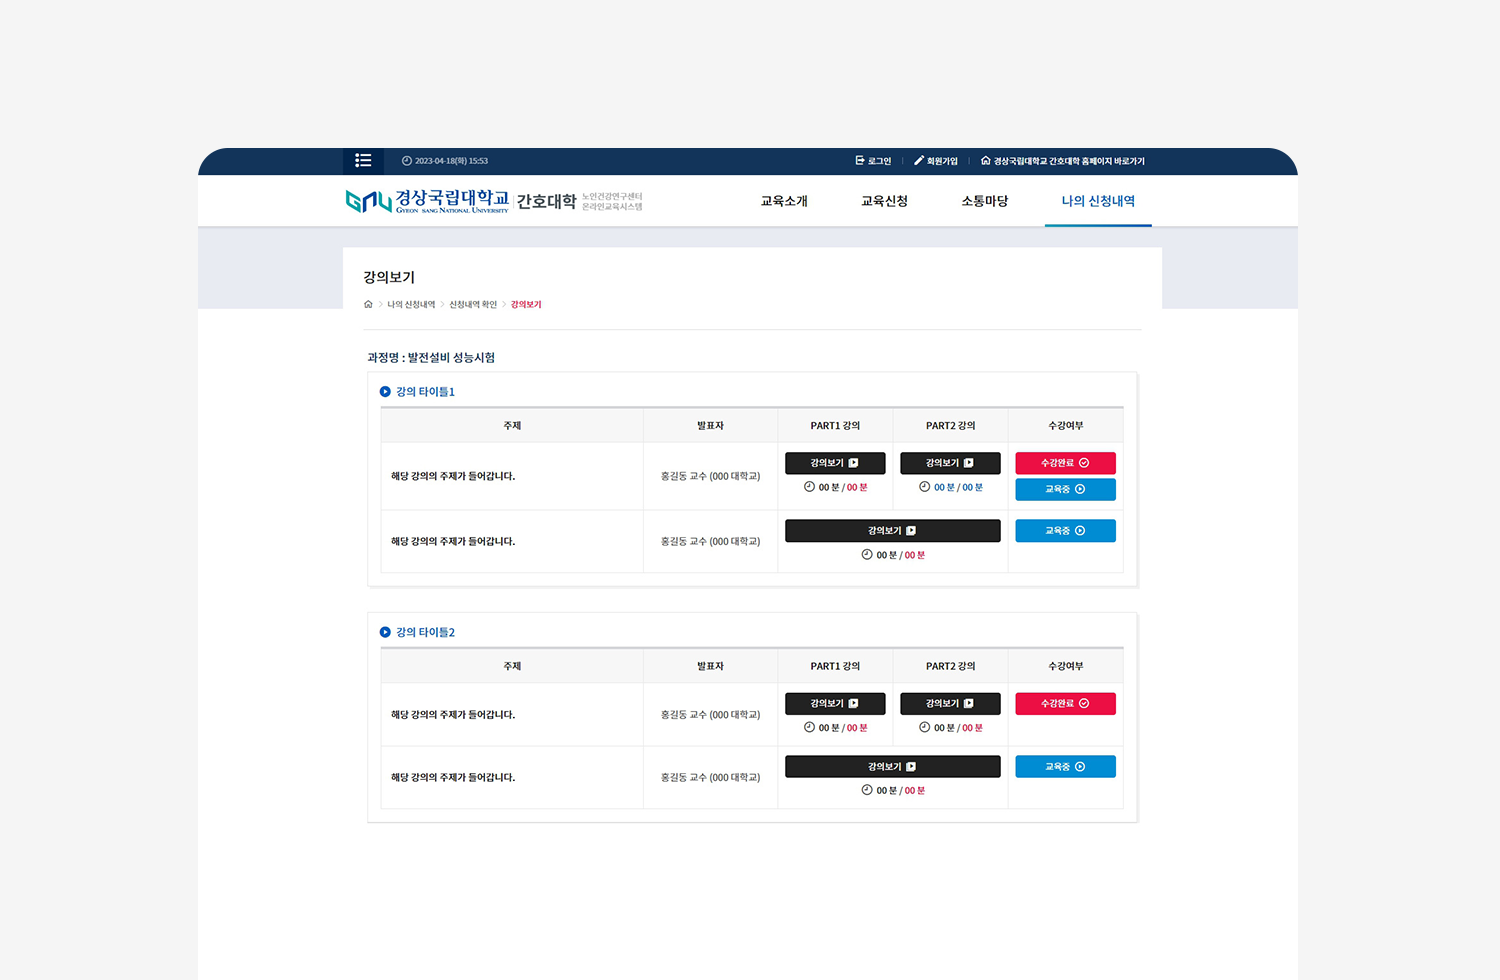 2023-04-18(화) 15:53
로그인
회원가입
경상국립대학교 간호대학 홈페이지 바로가기
GNU 경상국립대학교
GYEONSANG NATIONAL UNIVERSITY
간호대학
노인건강연구센터
온라인교육시스템
교육소개
교육신청
소통마당
나의 신청내역
강의보기
나의 신청내역 > 신청내역 확인 > 강의보기
과정명 : 발전설비 성능시험
강의 타이틀1
주제 발표자 PART1 강의 PART2 강의 수강여부
해당 강의의 주제가 들어갑니다.
홍길동 교수 (000 대학교)
강의보기
00 분 / 00 분
강의보기
00 분 / 00 분
수강완료
교육중
해당 강의의 주제가 들어갑니다.
홍길동 교수 (000 대학교)
강의보기
00 분 / 00 분
교육중
강의 타이틀2
주제 발표자 PART1 강의 PART2 강의 수강여부
해당 강의의 주제가 들어갑니다.
홍길동 교수 (000 대학교)
강의보기
00 분 / 00 분
강의보기
00 분 / 00 분
수강완료
해당 강의의 주제가 들어갑니다.
홍길동 교수 (000 대학교)
강의보기
00 분 / 00 분
교육중